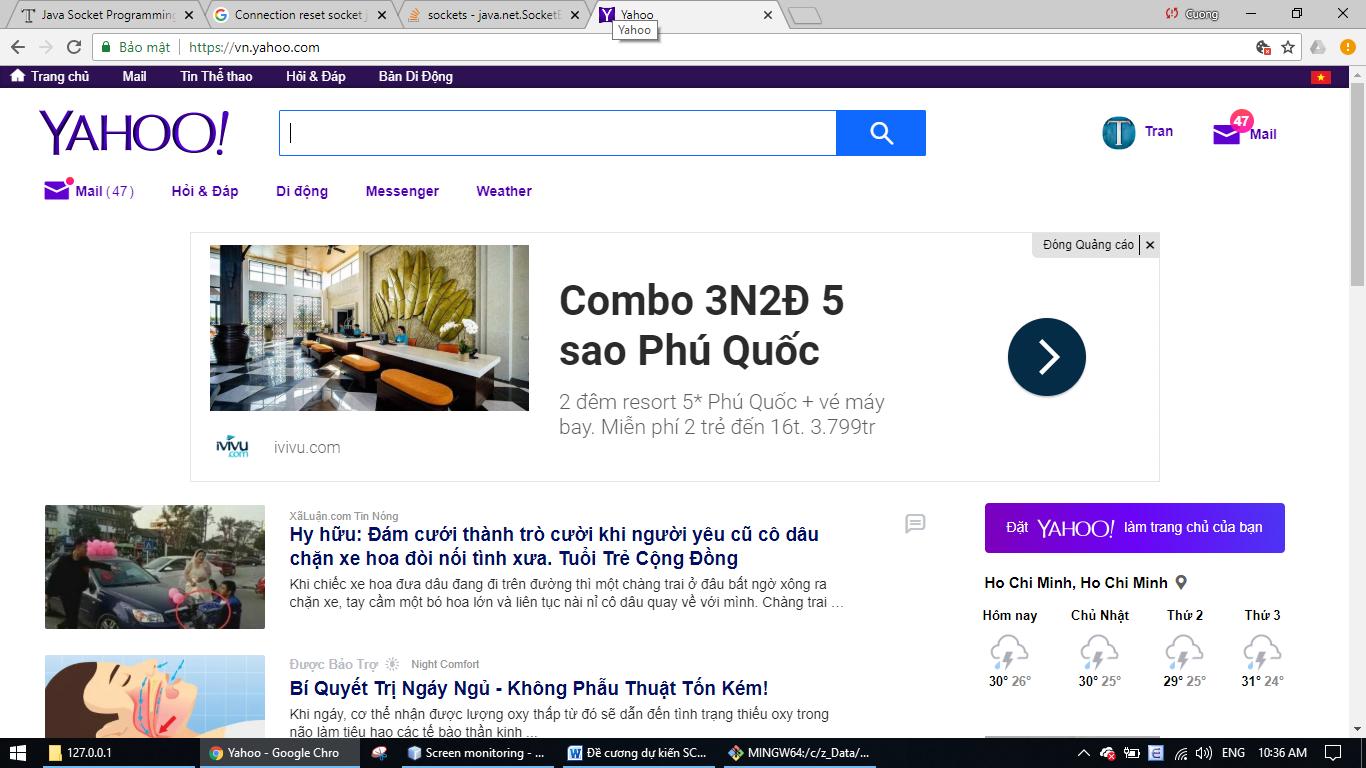 Java Socket Programming
Connection reset socket j
sockets - java.net.SocketE
Yahoo
Cuong
Yahoo
Bảo mật
https://vn.yahoo.com
Trang chủ Mail Tin Thể thao Hỏi & Đáp Bản Di Động
YAHOO!
T
Tran
47
Mail
Mail (47) Hỏi & Đáp Di động Messenger Weather
Đóng Quảng cáo
Combo 3N2Đ 5
sao Phú Quốc
2 đêm resort 5* Phú Quốc + vé máy
bay. Miễn phí 2 trẻ đến 16t. 3.799tr
iVIVU
.com
ivivu.com
XãLuận.com Tin Nóng
Hy hữu: Đám cưới thành trò cười khi người yêu cũ cô dâu
chặn xe hoa đòi nối tình xưa. Tuổi Trẻ Cộng Đồng
Khi chiếc xe hoa đưa dâu đang đi trên đường thì một chàng trai ở đâu bất ngờ xông ra
chặn xe, tay cầm một bó hoa lớn và liên tục nài nỉ cô dâu quay về với mình. Chàng trai ...
Đặt YAHOO! làm trang chủ của bạn
Ho Chi Minh, Ho Chi Minh
Hôm nay Chủ Nhật Thứ 2 Thứ 3
30° 26° 30° 25° 29° 25° 31° 24°
Được Bảo Trợ Night Comfort
Bí Quyết Trị Ngáy Ngủ - Không Phẫu Thuật Tốn Kém!
Khi ngáy, cơ thể nhận được lượng oxy thấp từ đó sẽ dẫn đến tình trạng thiếu oxy trong
não làm tiêu hao các tế bào thần kinh ...
127.0.0.1
Yahoo - Google Chro
Screen monitoring - ...
Đề cương dự kiến SC...
MINGW64:/c/z_Data/...
ENG
10:36 AM